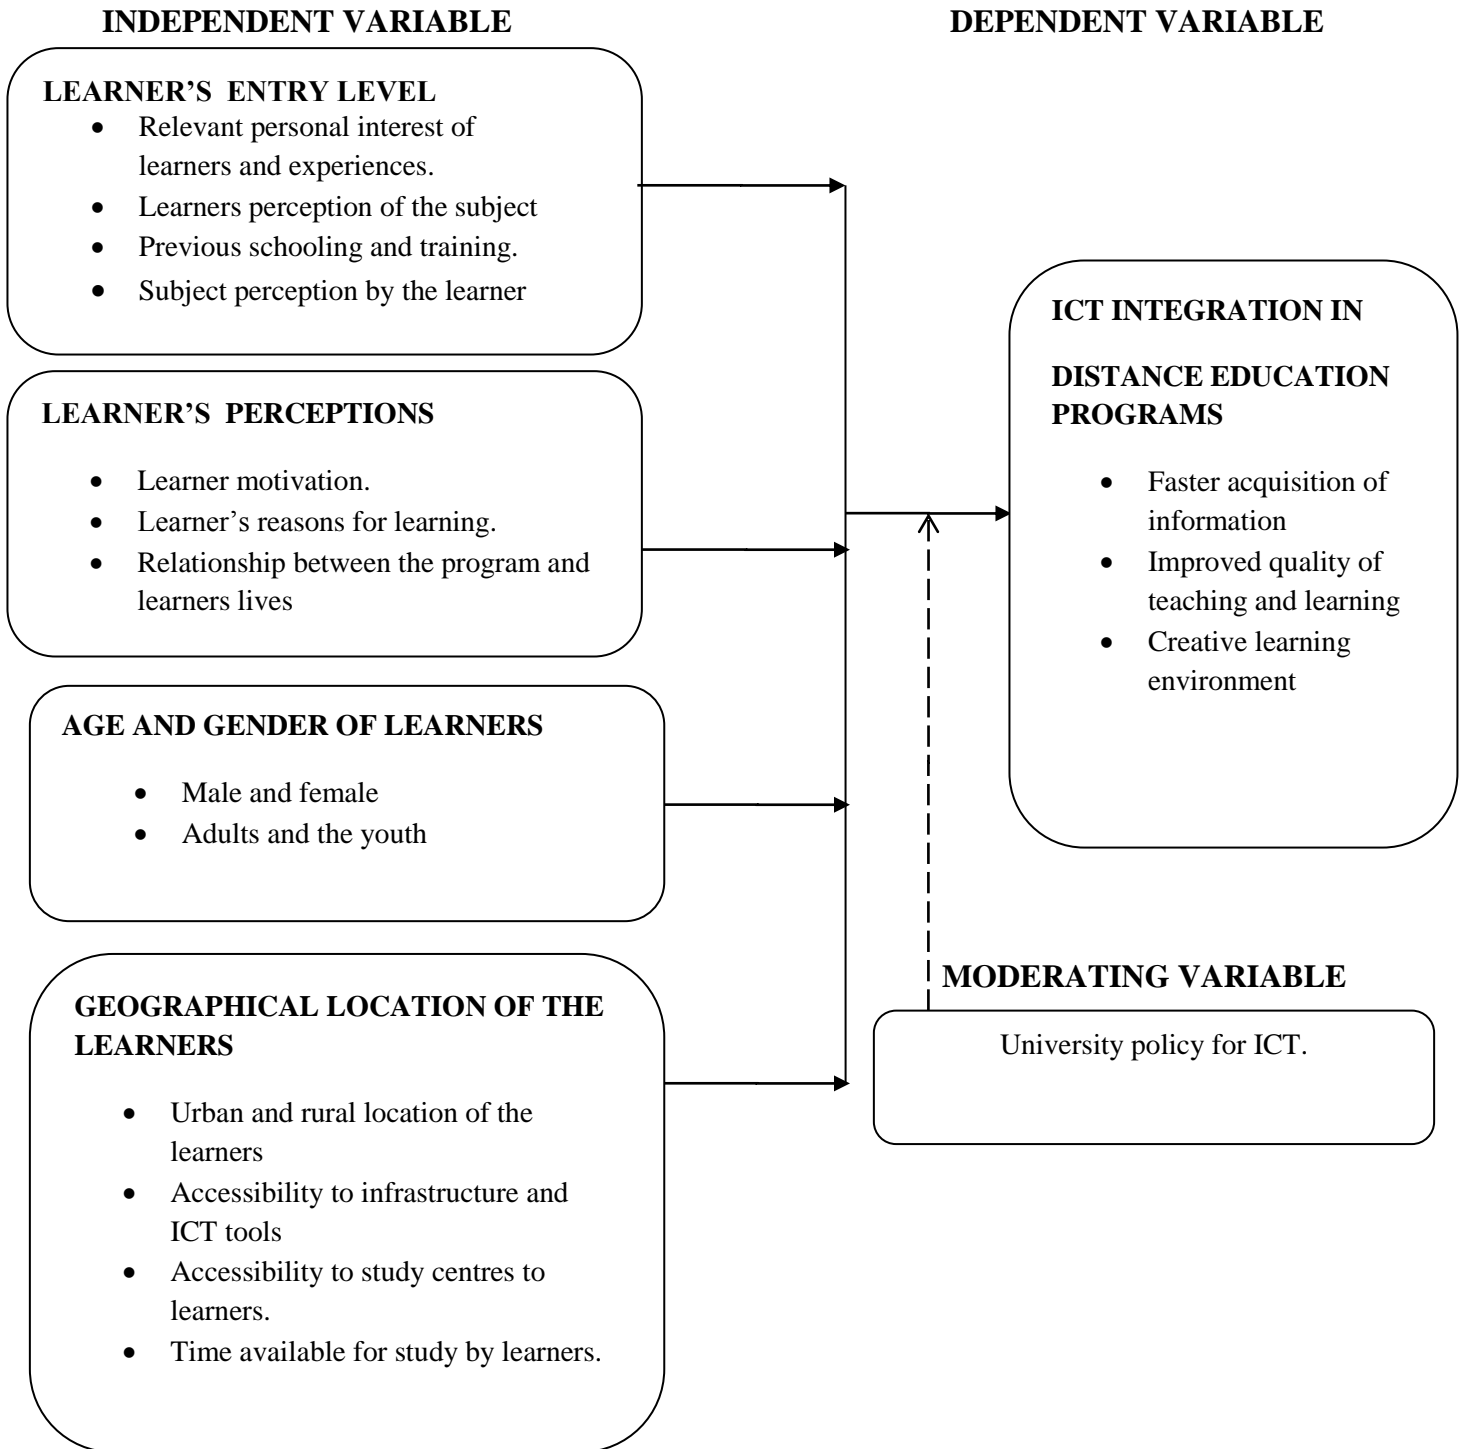 INDEPENDENT VARIABLE
DEPENDENT VARIABLE
LEARNER’S  ENTRY LEVEL
• Relevant personal interest of
learners and experiences.
• Learners perception of the subject
• Previous schooling and training.
• Subject perception by the learner
LEARNER’S  PERCEPTIONS
• Learner motivation.
• Learner’s reasons for learning.
• Relationship between the program and
learners lives
AGE AND GENDER OF LEARNERS
• Male and female
• Adults and the youth
GEOGRAPHICAL LOCATION OF THE
LEARNERS
• Urban and rural location of the
learners
• Accessibility to infrastructure and
ICT tools
• Accessibility to study centres to
learners.
• Time available for study by learners.
ICT INTEGRATION IN
DISTANCE EDUCATION
PROGRAMS
• Faster acquisition of
information
• Improved quality of
teaching and learning
• Creative learning
environment
MODERATING VARIABLE
University policy for ICT.